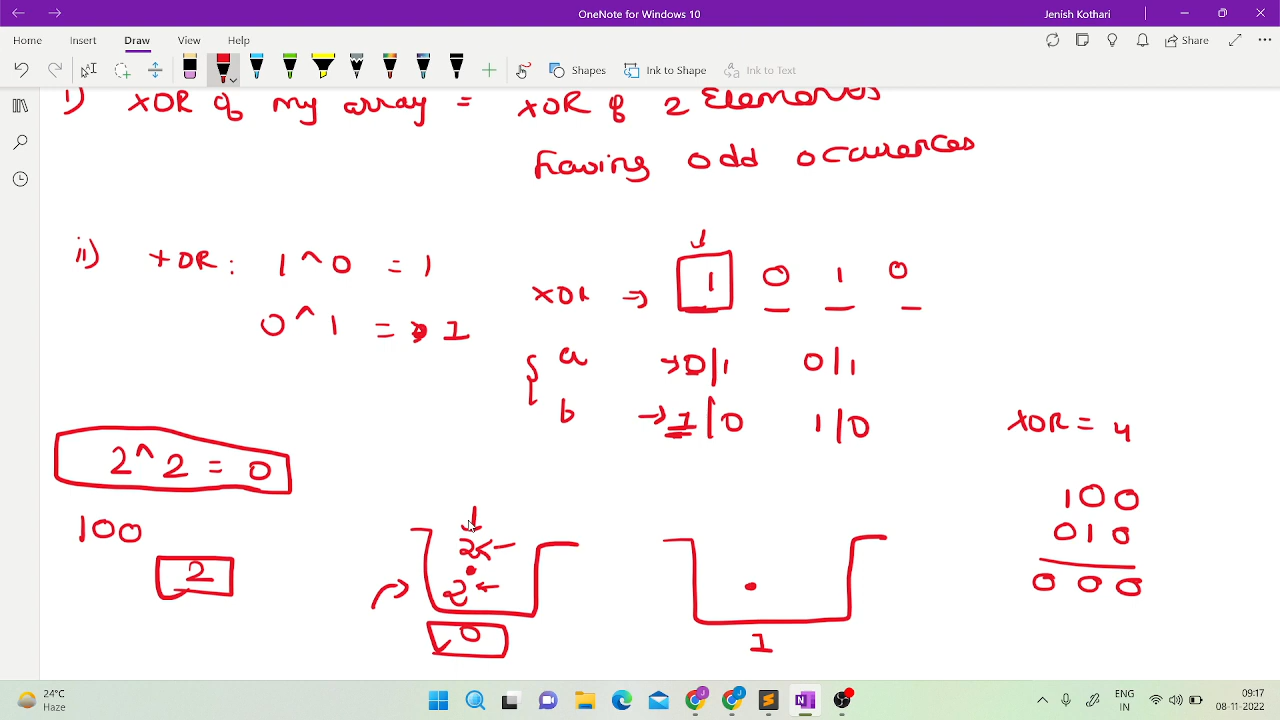 OneNote for Windows 10
Jenish Kothari
Home Insert Draw View Help
Share
Shapes Ink to Shape Ink to Text
i) XOR of my array = XOR of 2 Elements
having odd occurrences
ii) XOR : 1 ^ 0 = 1
0 ^ 1 = 1
XOR → 1 0 1 0
a → 0|1 0|1
b → 1|0 1|0
XOR = 4
2 ^ 2 = 0
100
2
2
2
0
1
100
010
000
24°C
Haze
ENG
IN
09:17
08-11-2022